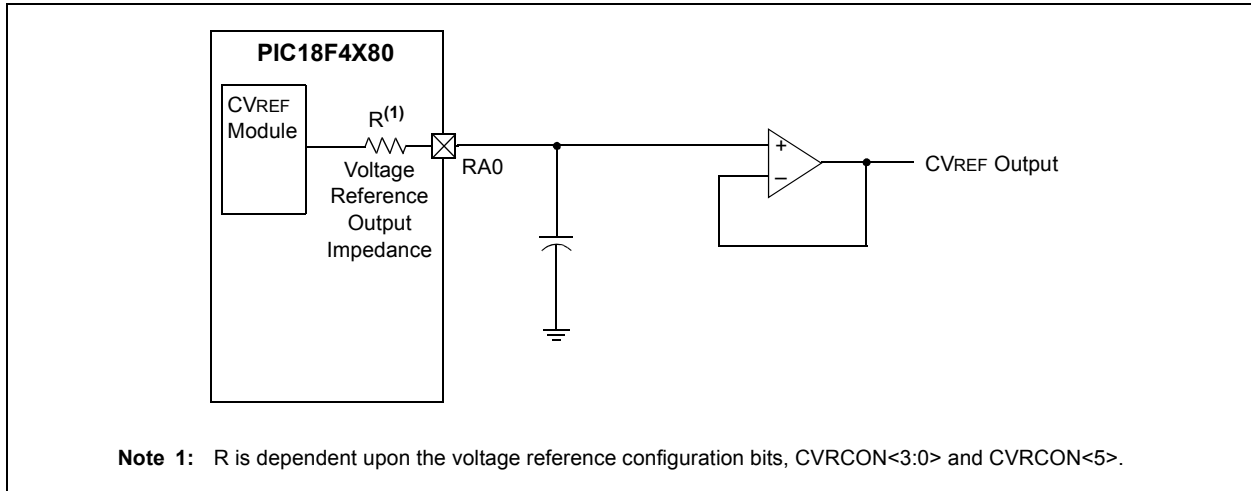 PIC18F4X80
CVREF
Module
R(1)
Voltage
Reference
Output
Impedance
RA0
+
–
CVREF Output
Note 1: R is dependent upon the voltage reference configuration bits, CVRCON<3:0> and CVRCON<5>.